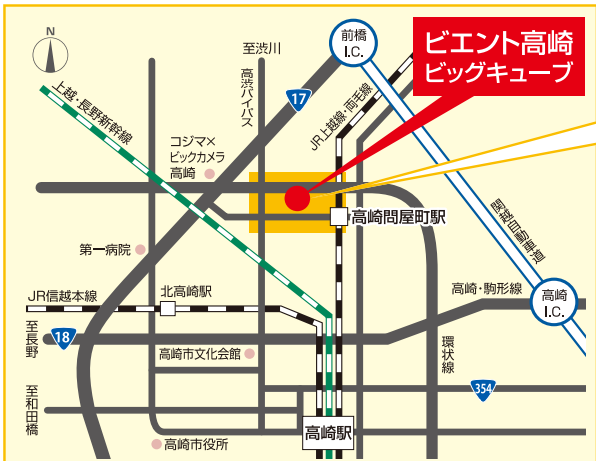 N
至渋川
前橋
I.C.
ビエント高崎
ビッグキューブ
上越・長野新幹線
高渋バイパス
17
JR上越線・両毛線
コジマ×
ビックカメラ
高崎
高崎問屋町駅
関越自動車道
第一病院
JR信越本線
北高崎駅
高崎・駒形線
高崎
I.C.
至長野
18
高崎市文化会館
環状線
354
至和田橋
高崎駅
高崎市役所